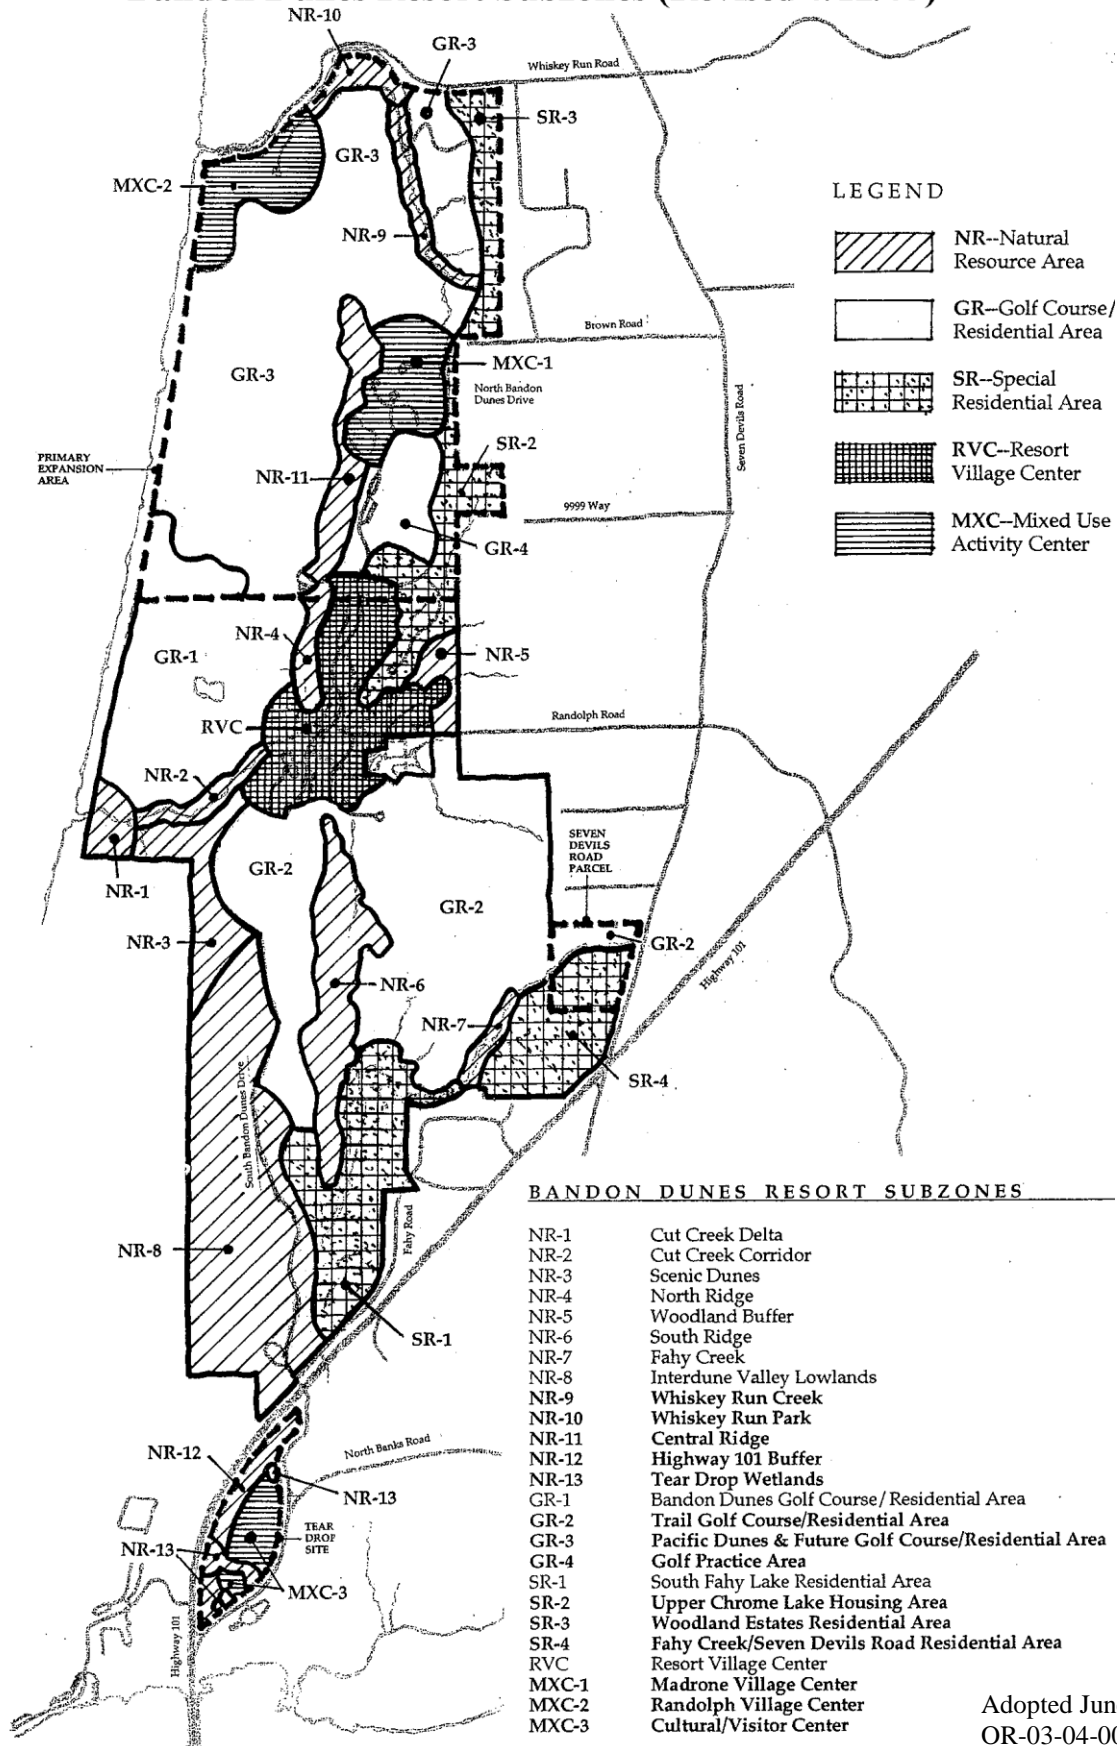 Bandon Dunes Resort Subzones
NR-10
GR-3
Whiskey Run Road
SR-3
GR-3
MXC-2
NR-9
LEGEND
NR--Natural
Resource Area
GR--Golf Course/
Residential Area
SR--Special
Residential Area
RVC--Resort
Village Center
MXC--Mixed Use
Activity Center
Brown Road
MXC-1
GR-3
North Bandon
Dunes Drive
Seven Devils Road
SR-2
PRIMARY
EXPANSION
AREA
NR-11
9999 Way
GR-4
NR-4
GR-1
NR-5
RVC
Randolph Road
NR-2
SEVEN
DEVILS
ROAD
PARCEL
GR-2
NR-1
GR-2
NR-3
GR-2
Highway 101
NR-6
NR-7
South Bandon Dunes Drive
SR-4
Fahy Road
NR-8
SR-1
BANDON DUNES RESORT SUBZONES
NR-1 Cut Creek Delta
NR-2 Cut Creek Corridor
NR-3 Scenic Dunes
NR-4 North Ridge
NR-5 Woodland Buffer
NR-6 South Ridge
NR-7 Fahy Creek
NR-8 Interdune Valley Lowlands
NR-9 Whiskey Run Creek
NR-10 Whiskey Run Park
NR-11 Central Ridge
NR-12 Highway 101 Buffer
NR-13 Tear Drop Wetlands
GR-1 Bandon Dunes Golf Course/Residential Area
GR-2 Trail Golf Course/Residential Area
GR-3 Pacific Dunes & Future Golf Course/Residential Area
GR-4 Golf Practice Area
SR-1 South Fahy Lake Residential Area
SR-2 Upper Chrome Lake Housing Area
SR-3 Woodland Estates Residential Area
SR-4 Fahy Creek/Seven Devils Road Residential Area
RVC Resort Village Center
MXC-1 Madrone Village Center
MXC-2 Randolph Village Center
MXC-3 Cultural/Visitor Center
NR-12
North Banks Road
NR-13
TEAR
DROP
SITE
NR-13
MXC-3
Highway 101
Adopted Jun
OR-03-04-00